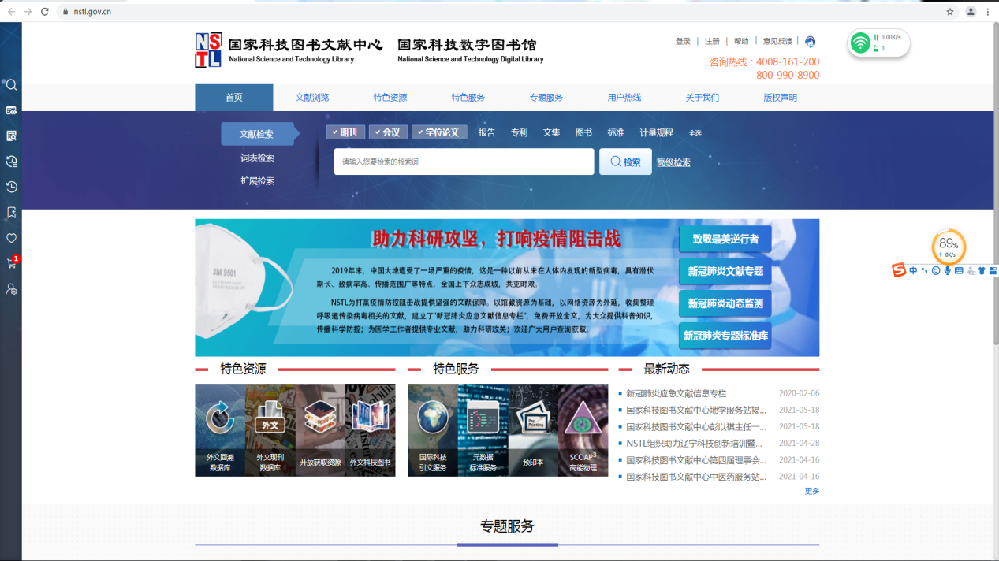 nstl.gov.cn
NSTL
国家科技图书文献中心 国家科技数字图书馆
National Science and Technology Library National Science and Technology Digital Library
登录 | 注册 | 帮助 | 意见反馈 |
咨询热线：4008-161-200
800-990-8900
0.00K/s
0
首页 文献浏览 特色资源 特色服务 专题服务 用户热线 关于我们 版权声明
文献检索
词表检索
扩展检索
期刊 会议 学位论文 报告 专利 文集 图书 标准 计量规程 全选
请输入您要检索的检索词
检索
高级检索
1
3M 9501
助力科研攻坚，打响疫情阻击战
2019年末，中国大地遭受了一场严重的疫情，这是一种以前从未在人体内发现的新型病毒，具有潜伏
期长、致病率高、传播范围广等特点，全国上下众志成城，共克时艰。
NSTL为打赢疫情防控阻击战提供坚强的文献保障。以馆藏资源为基础，以网络资源为外延，收集整理
呼吸道传染病毒相关的文献，建立了"新冠肺炎应急文献信息专栏"，免费开放全文，为大众提供科普知识，
传播科学防控；为医学工作者提供专业文献，助力科研攻关；欢迎广大用户查询获取。
致敬最美逆行者
新冠肺炎文献专题
新冠肺炎动态监测
新冠肺炎专题标准库
89%
0K/s
中
特色资源
外文
外文回溯
数据库
外文现刊
数据库
开放获取资源
外文科技图书
特色服务
Pre
Printing
国际科技
引文服务
元数据
标准服务
预印本
SCOAP3
高能物理
最新动态
新冠肺炎应急文献信息专栏 2020-02-06
国家科技图书文献中心地学服务站揭... 2021-05-18
国家科技图书文献中心彭以祺主任一... 2021-05-18
NSTL组织助力辽宁科技创新培训暨... 2021-04-28
国家科技图书文献中心第四届理事会... 2021-04-16
国家科技图书文献中心中医药服务站... 2021-04-16
更多
专题服务